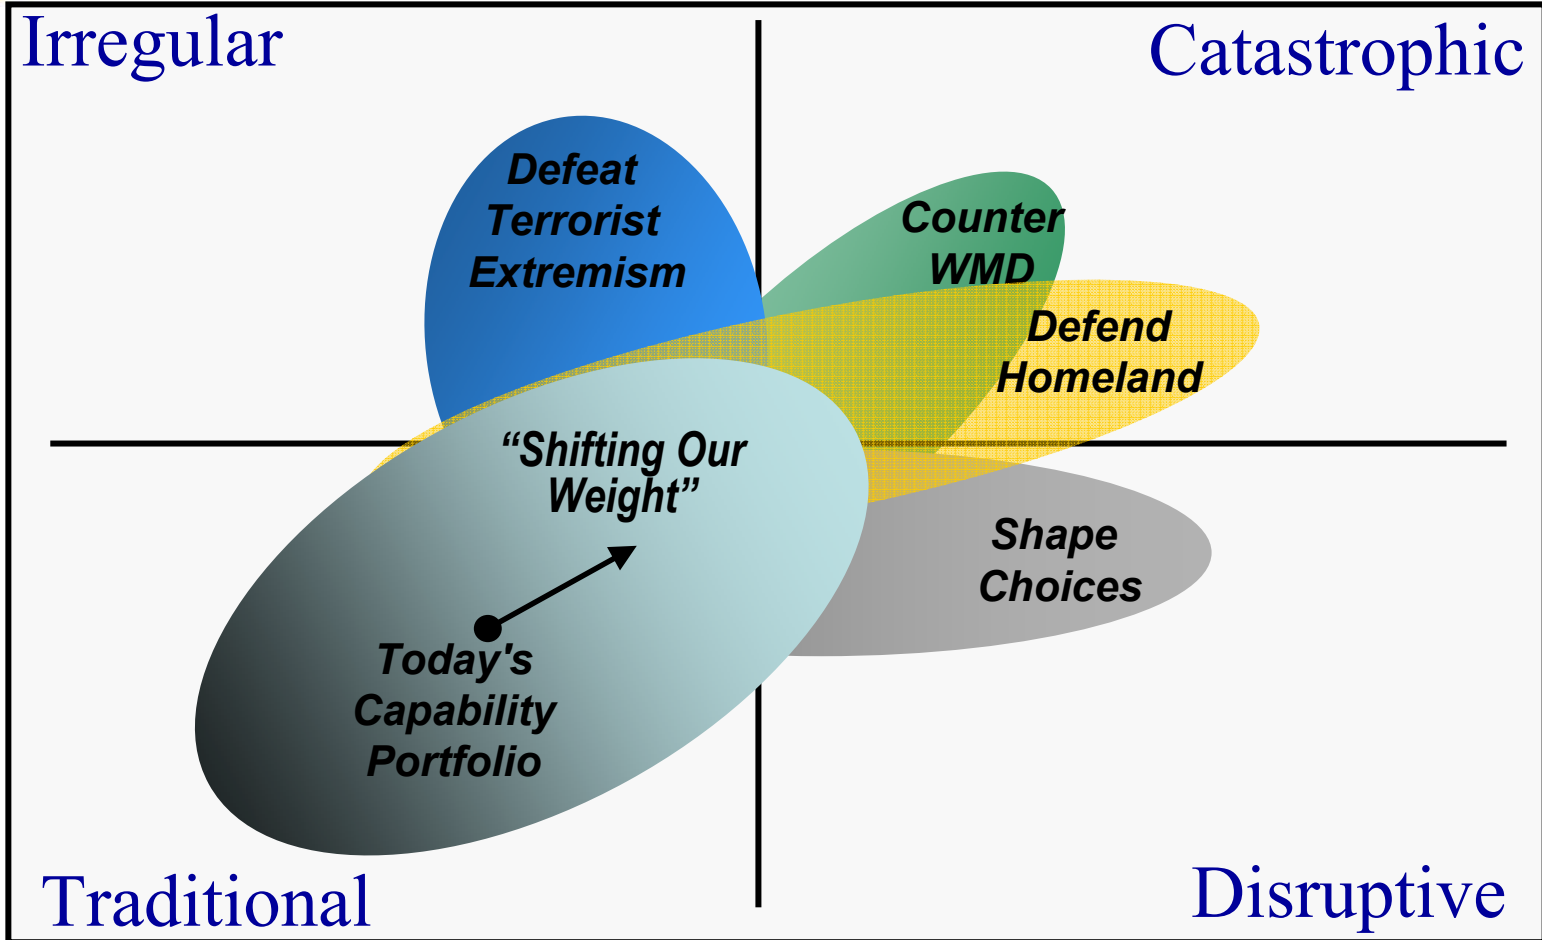 Irregular
Catastrophic
Defeat
Terrorist
Extremism
Counter
WMD
Defend
Homeland
“Shifting Our
Weight”
Shape
Choices
Today's
Capability
Portfolio
Traditional
Disruptive